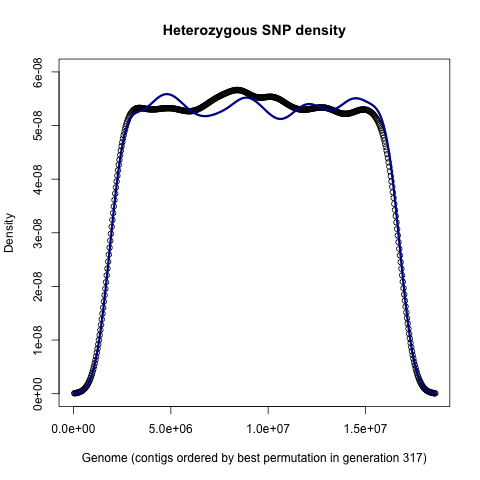 Heterozygous SNP density
6e-08
5e-08
4e-08
3e-08
2e-08
1e-08
0e+00
Density
0.0e+00 5.0e+06 1.0e+07 1.5e+07
Genome (contigs ordered by best permutation in generation 317)